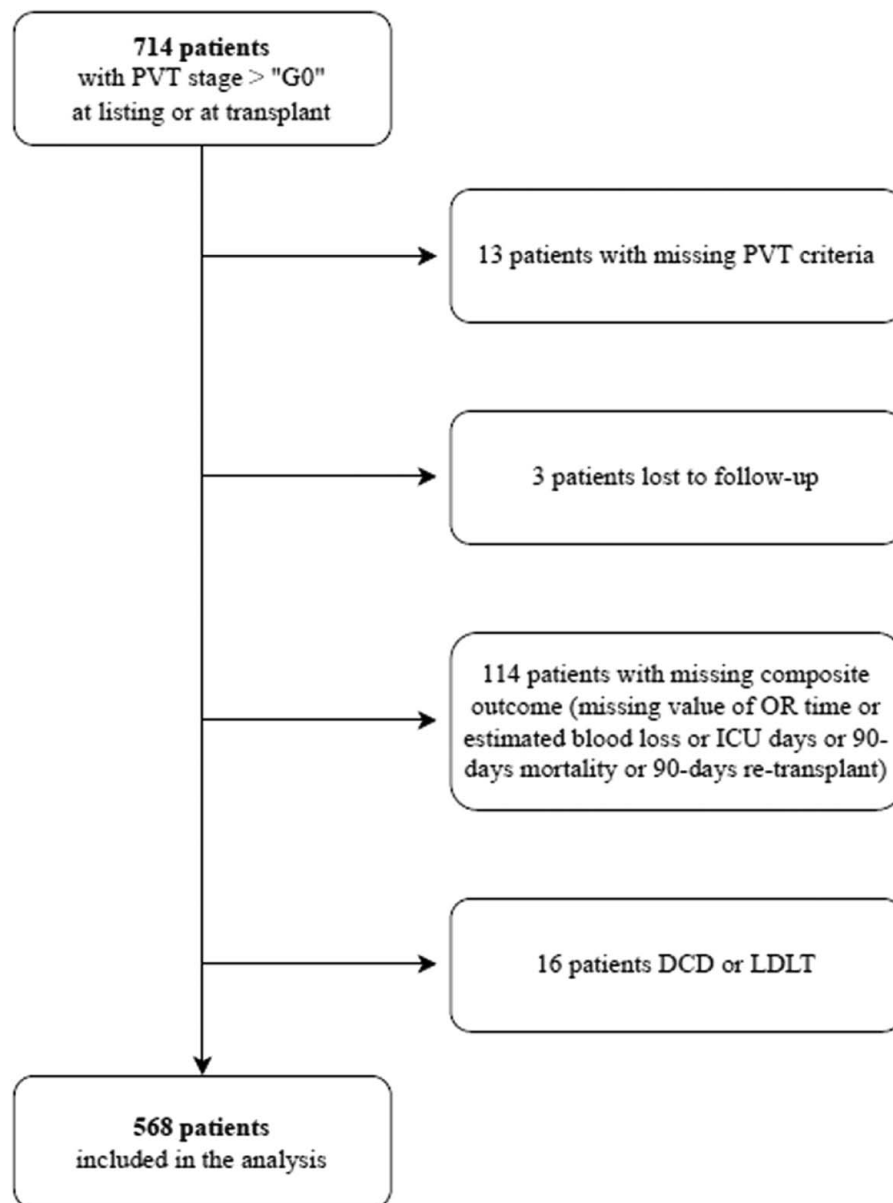 714 patients
with PVT stage > "G0"
at listing or at transplant
13 patients with missing PVT criteria
3 patients lost to follow-up
114 patients with missing composite
outcome (missing value of OR time or
estimated blood loss or ICU days or 90-
days mortality or 90-days re-transplant)
16 patients DCD or LDLT
568 patients
included in the analysis